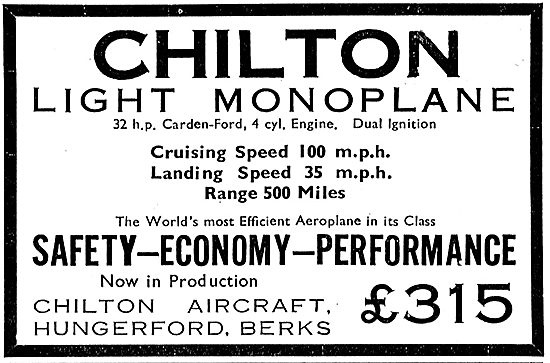 CHILTON
LIGHT MONOPLANE
32 h.p. Carden-Ford, 4 cyl. Engine. Dual Ignition
Cruising Speed 100 m.p.h.
Landing Speed 35 m.p.h.
Range 500 Miles
The World's most Efficient Aeroplane in its Class
SAFETY—ECONOMY—PERFORMANCE
Now in Production
CHILTON AIRCRAFT,
HUNGERFORD, BERKS
£315